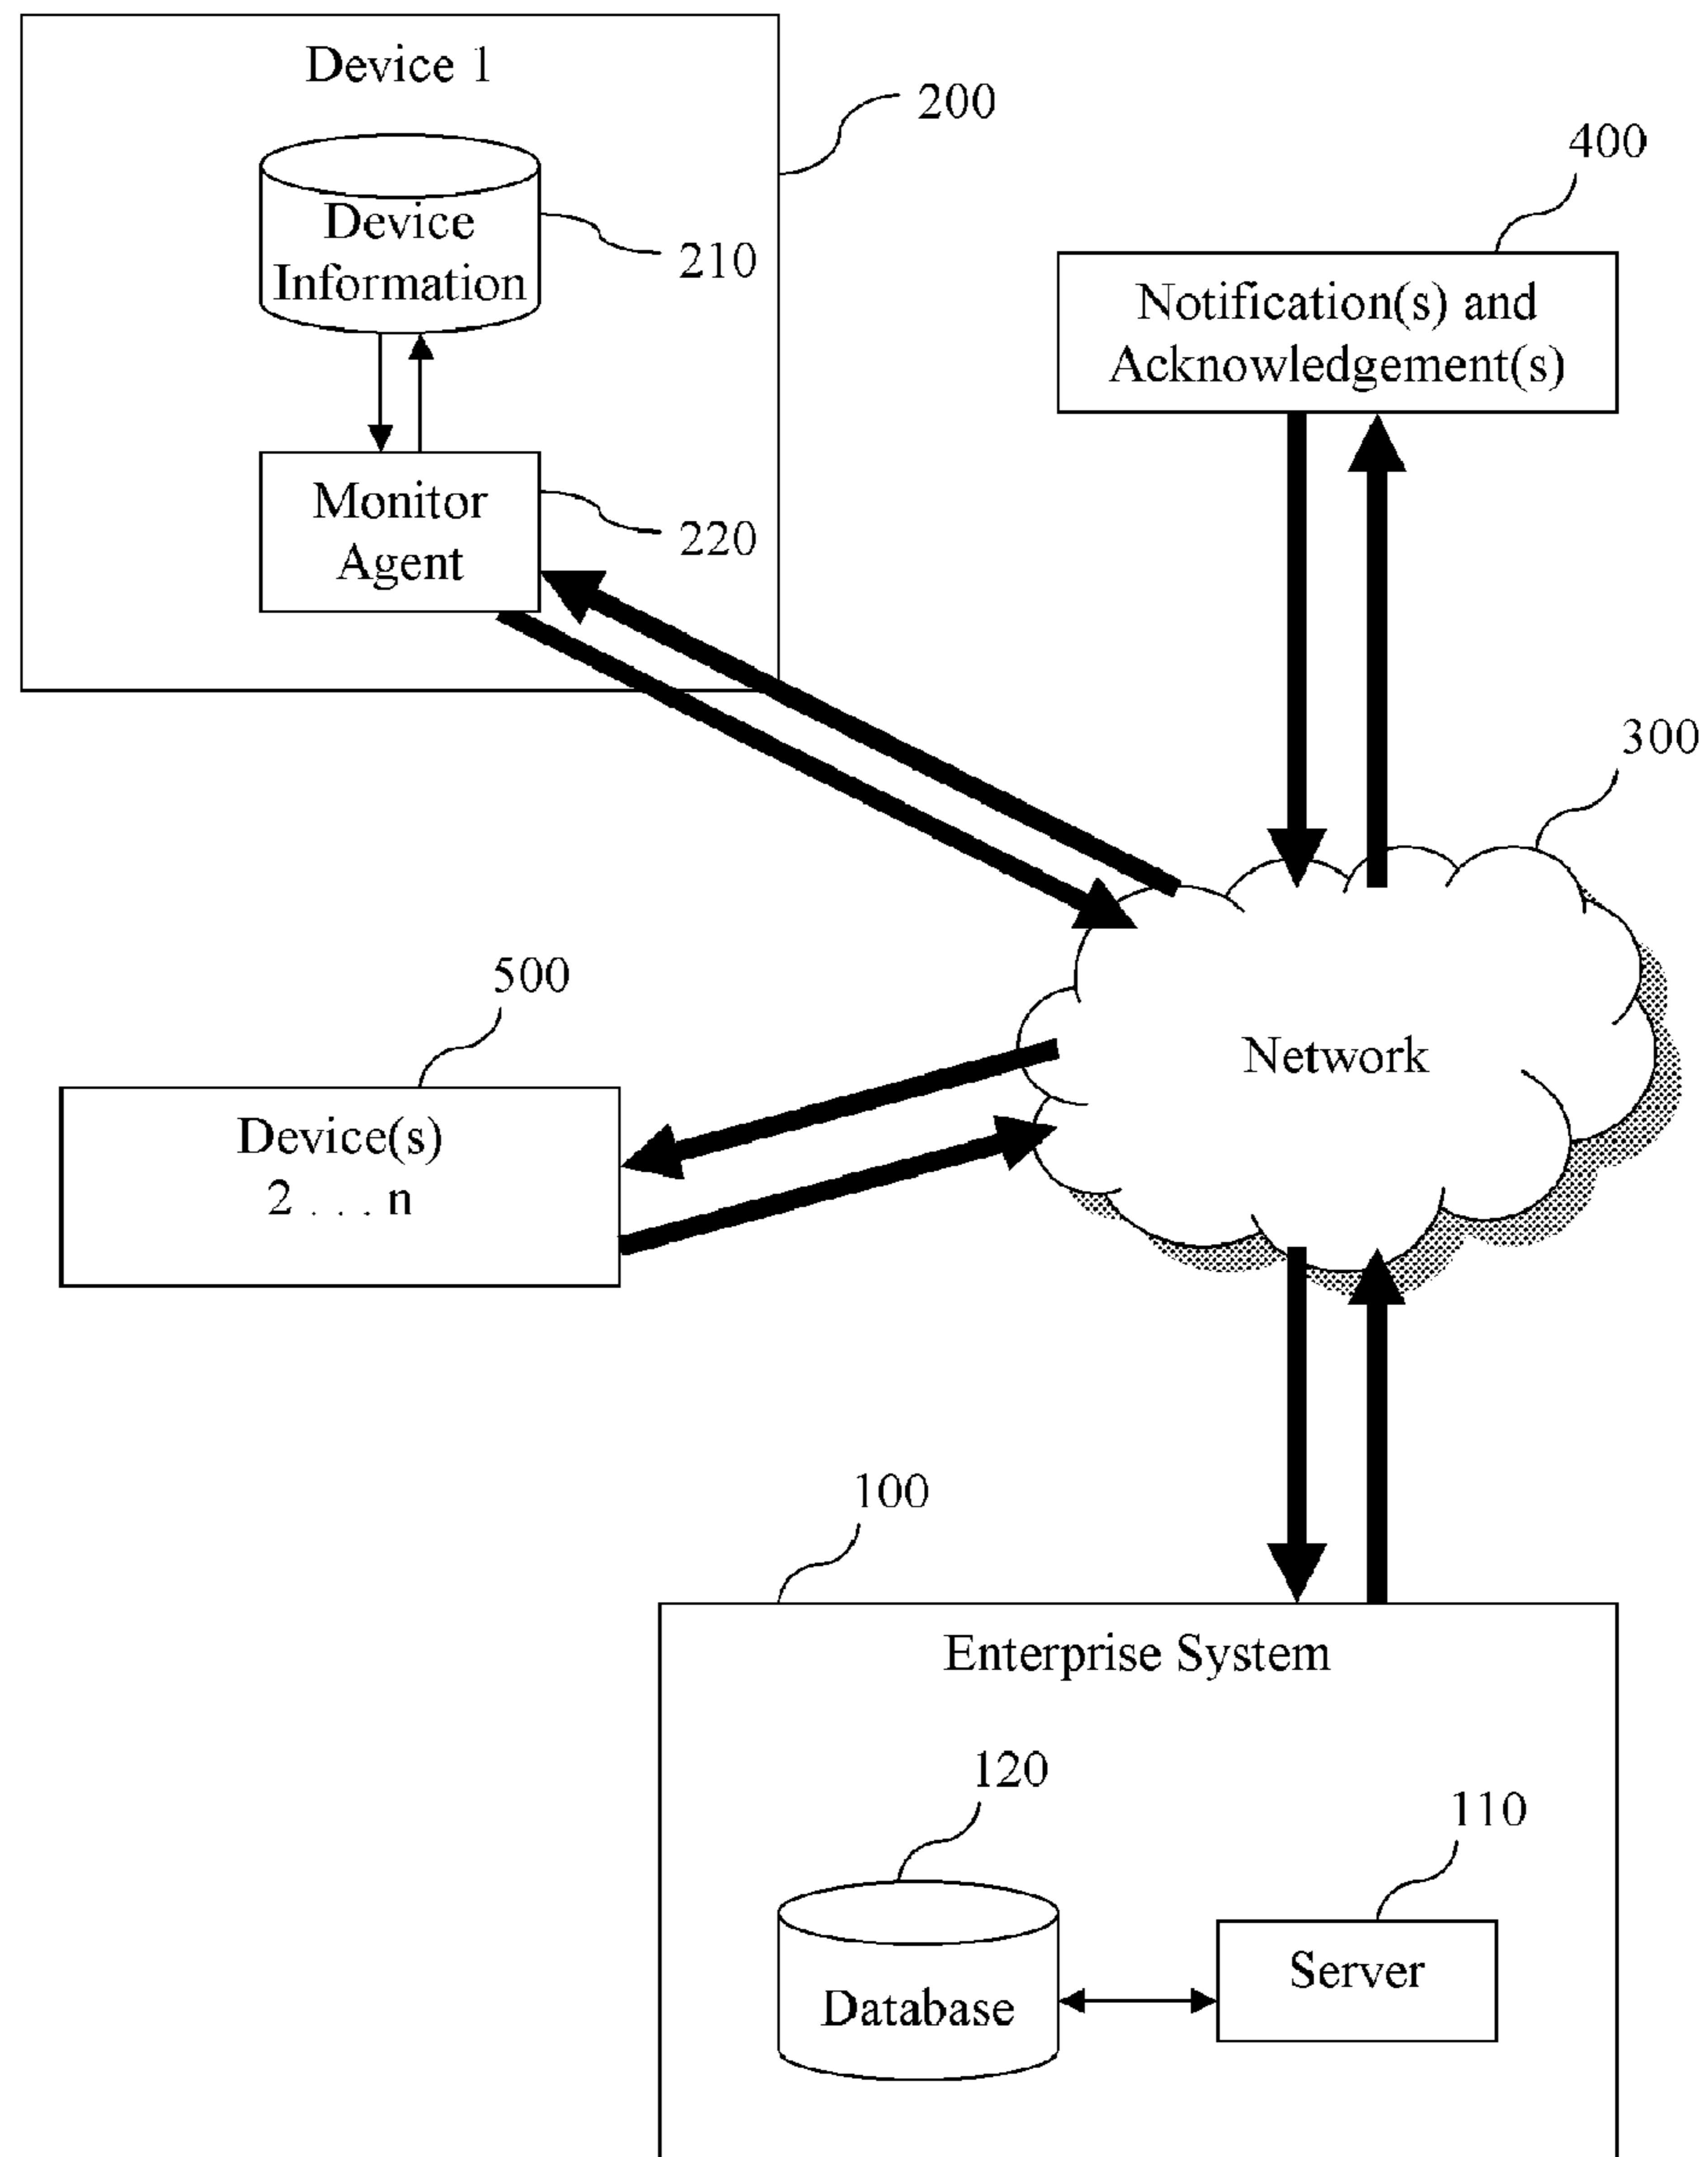 Device 1
200
Device
Information
210
Monitor
Agent
220
400
Notification(s) and
Acknowledgement(s)
300
Network
500
Device(s)
2 . . . n
100
Enterprise System
120
Database
110
Server